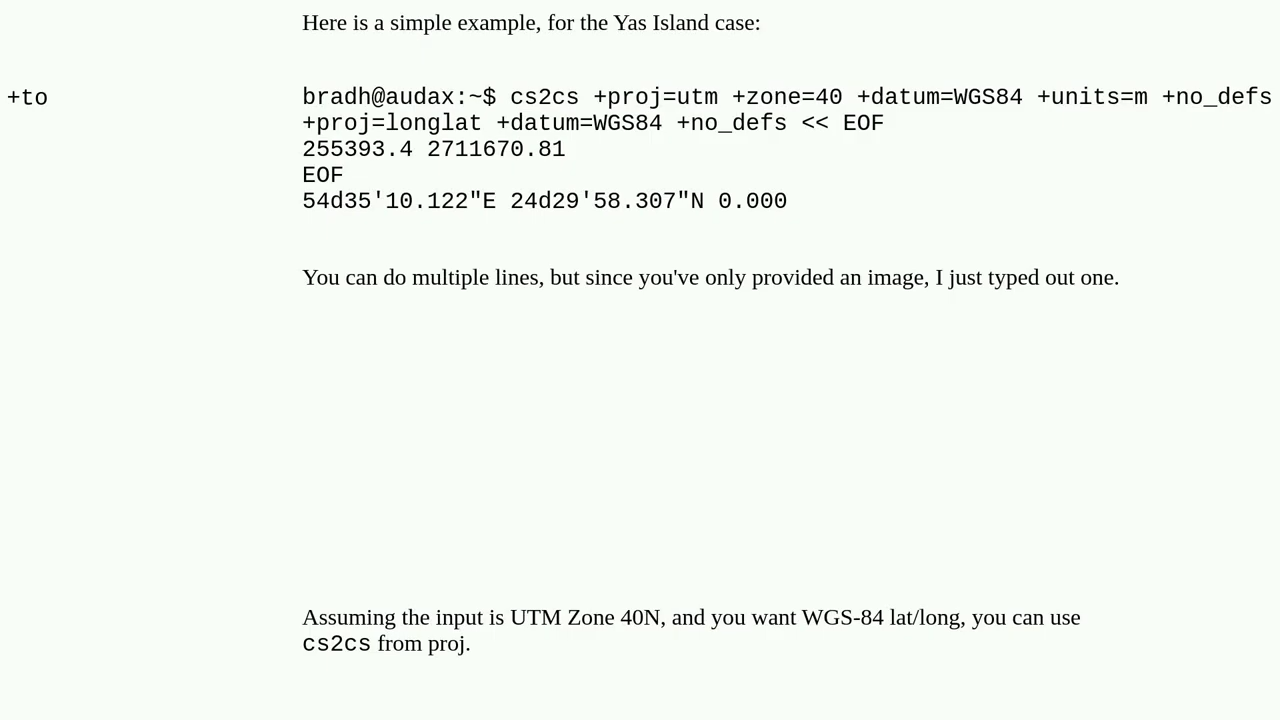 Here is a simple example, for the Yas Island case:
bradh@audax:~$ cs2cs +proj=utm +zone=40 +datum=WGS84 +units=m +no_defs
+to
+proj=longlat +datum=WGS84 +no_defs << EOF
255393.4 2711670.81
EOF
54d35'10.122"E 24d29'58.307"N 0.000
You can do multiple lines, but since you've only provided an image, I just typed out one.
Assuming the input is UTM Zone 40N, and you want WGS-84 lat/long, you can use
cs2cs from proj.